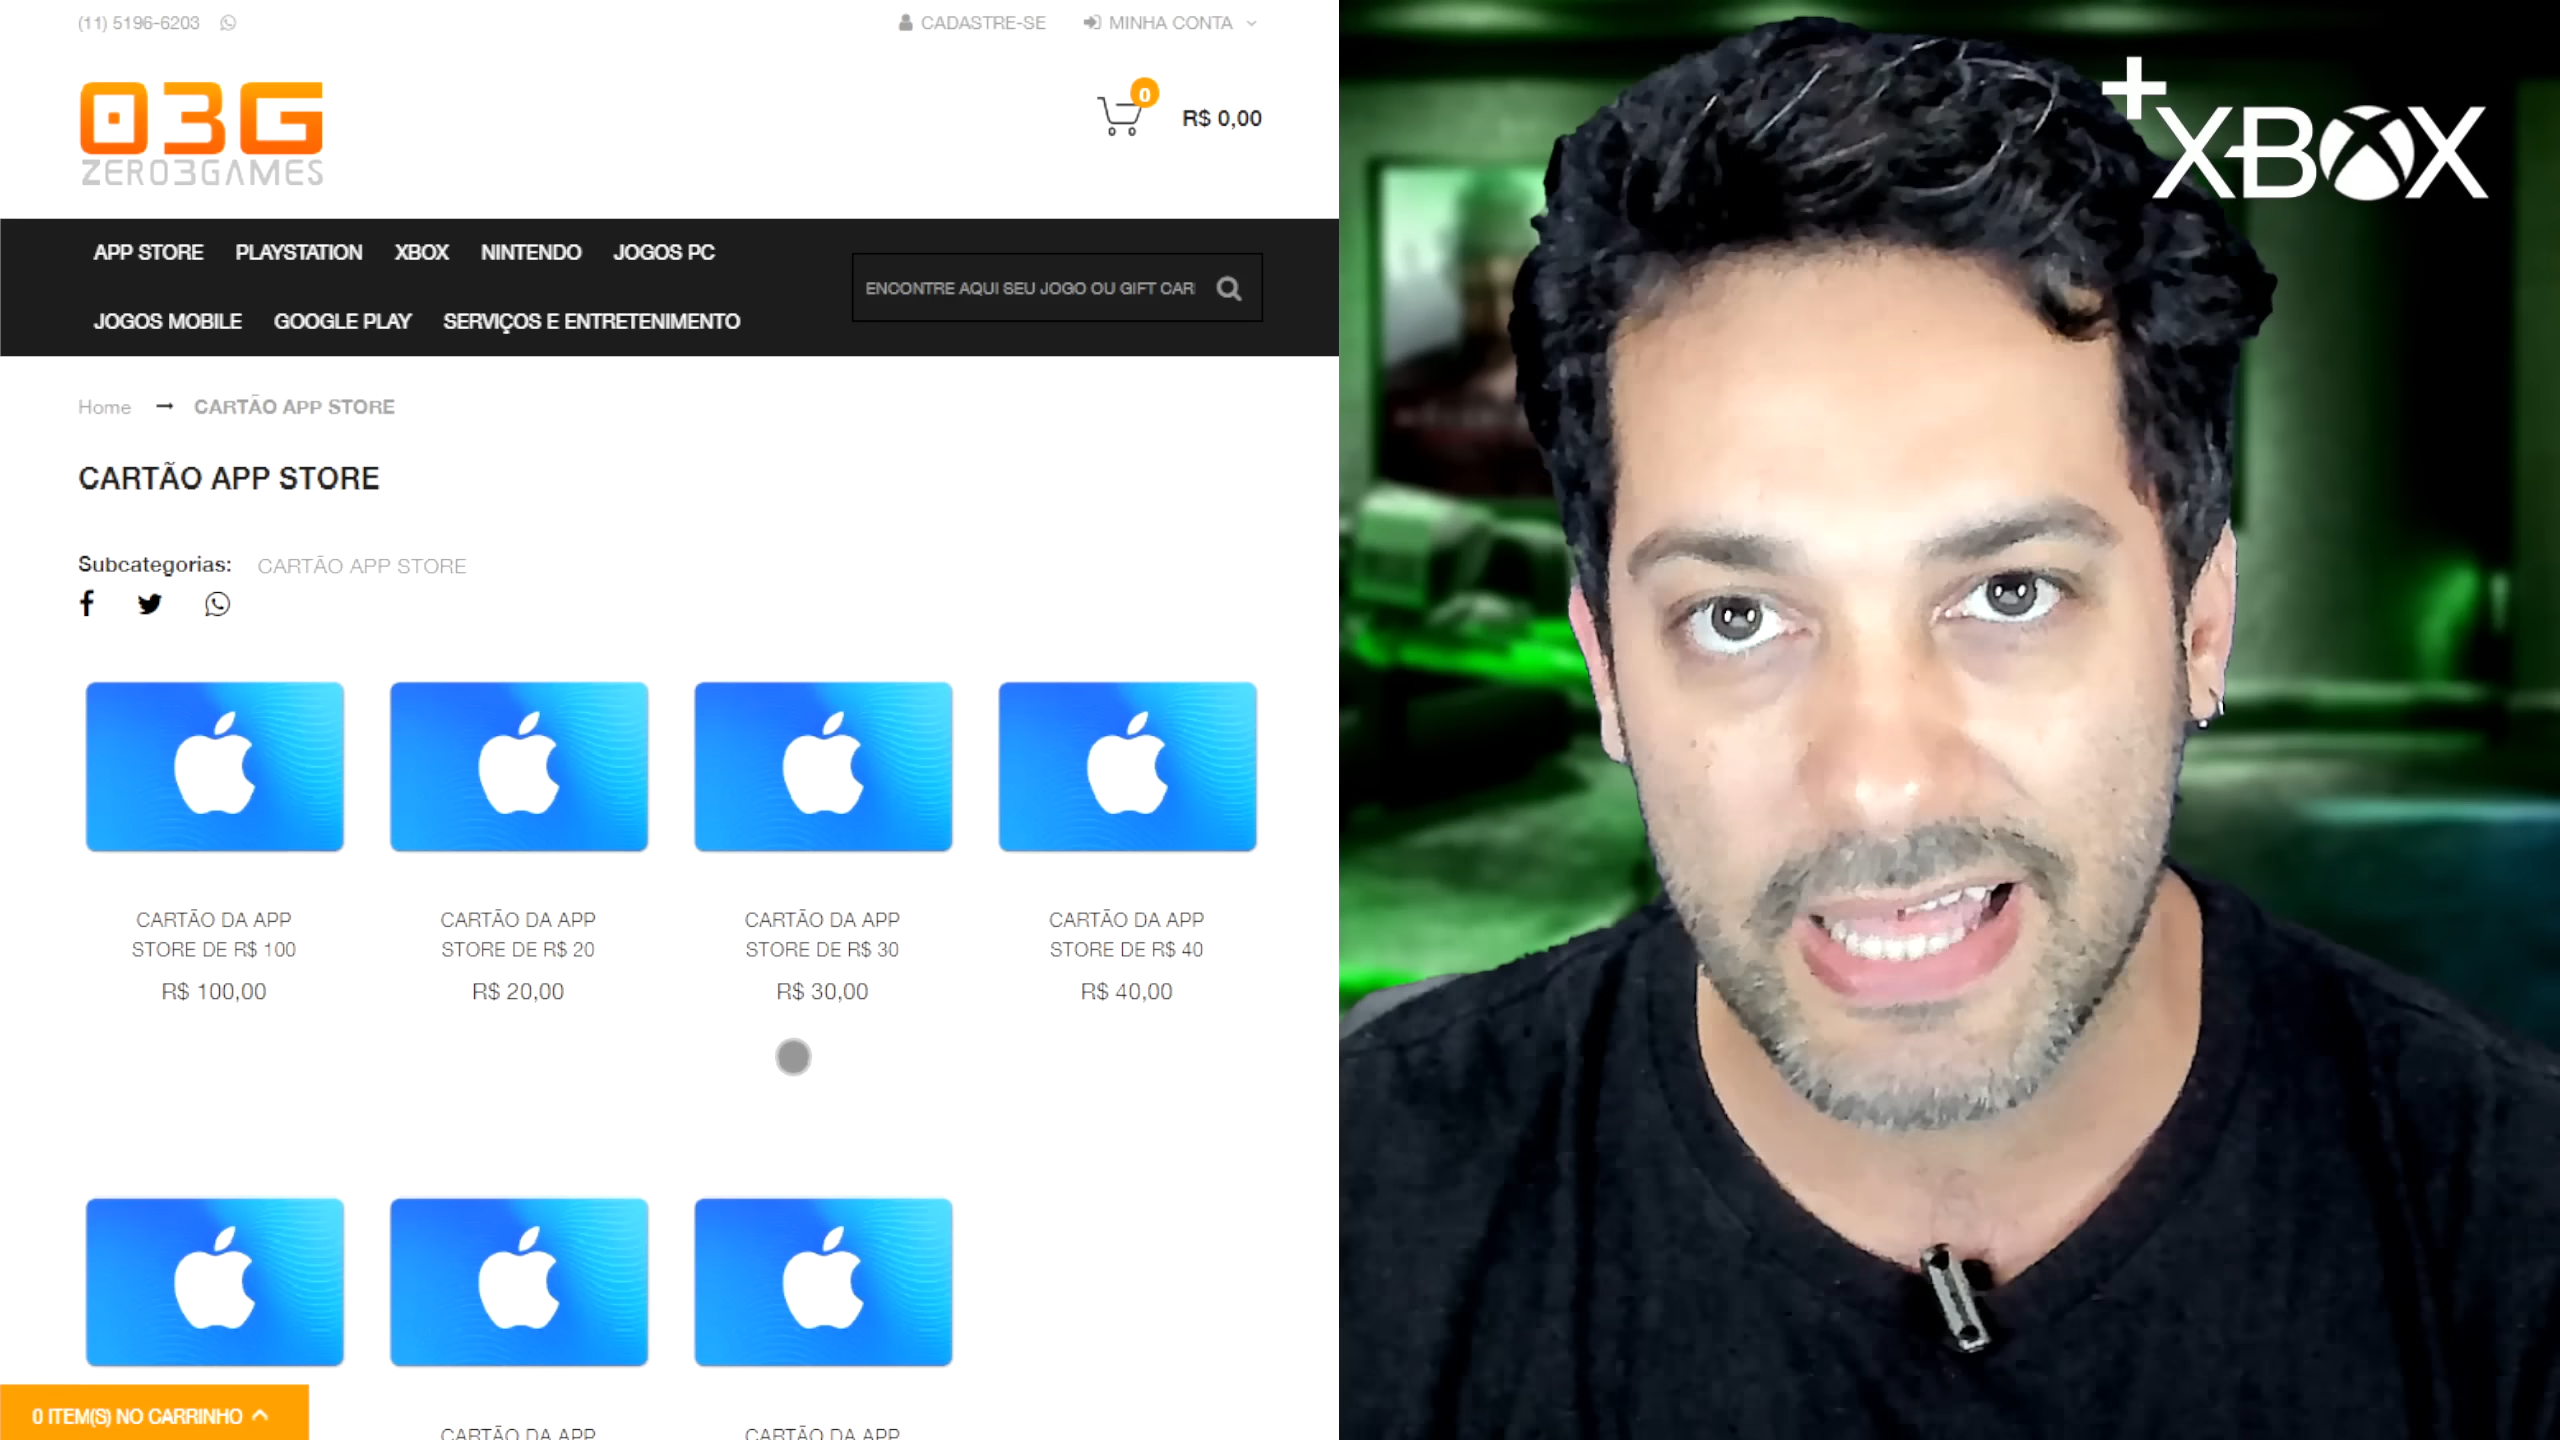 (11) 5196-6203
CADASTRE-SE
MINHA CONTA
03G
ZERO3GAMES
0
R$ 0,00
APP STORE PLAYSTATION XBOX NINTENDO JOGOS PC
JOGOS MOBILE GOOGLE PLAY SERVIÇOS E ENTRETENIMENTO
ENCONTRE AQUI SEU JOGO OU GIFT CAR
Home → CARTÃO APP STORE
CARTÃO APP STORE
Subcategorias: CARTÃO APP STORE
CARTÃO DA APP
STORE DE R$ 100
R$ 100,00
CARTÃO DA APP
STORE DE R$ 20
R$ 20,00
CARTÃO DA APP
STORE DE R$ 30
R$ 30,00
CARTÃO DA APP
STORE DE R$ 40
R$ 40,00
0 ITEM(S) NO CARRINHO
CARTÃO DA APP
CARTÃO DA APP
+XBOX